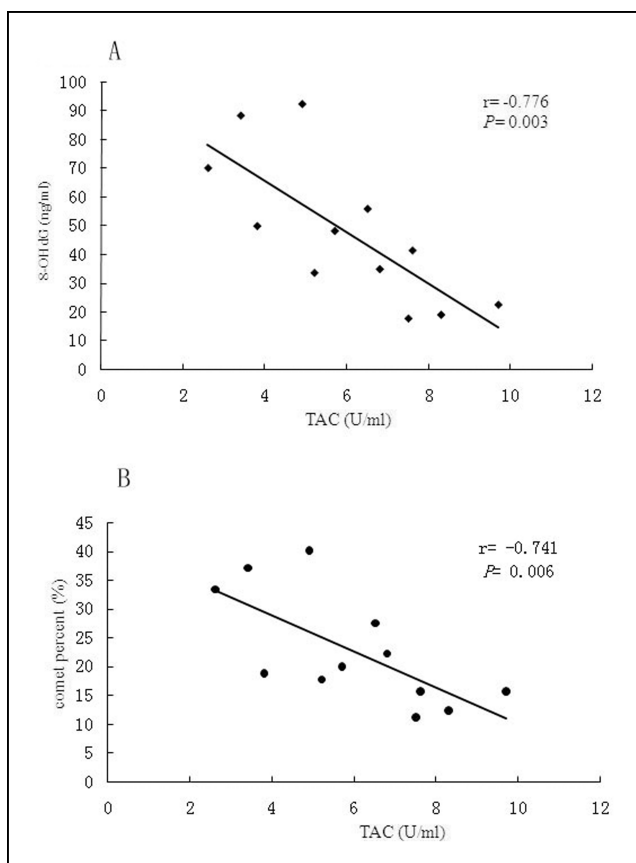 A
100
90
80
70
60
50
40
30
20
10
0
8-OHdG (ng/ml)
r= -0.776
P= 0.003
0 2 4 6 8 10 12
TAC (U/ml)
B
45
40
35
30
25
20
15
10
5
0
comet percent (%)
r= -0.741
P= 0.006
0 2 4 6 8 10 12
TAC (U/ml)